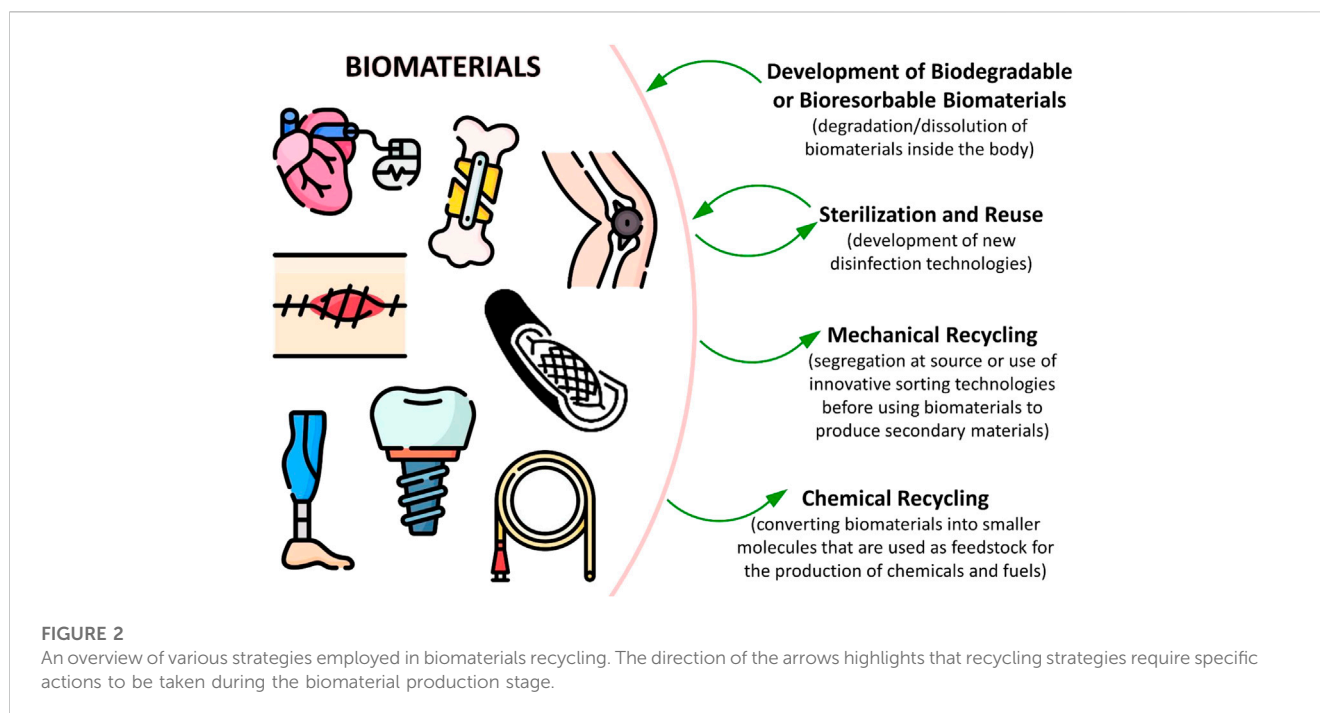 BIOMATERIALS
Development of Biodegradable
or Bioresorbable Biomaterials
(degradation/dissolution of
biomaterials inside the body)
Sterilization and Reuse
(development of new
disinfection technologies)
Mechanical Recycling
(segregation at source or use of
innovative sorting technologies
before using biomaterials to
produce secondary materials)
Chemical Recycling
(converting biomaterials into smaller
molecules that are used as feedstock for
the production of chemicals and fuels)
FIGURE 2
An overview of various strategies employed in biomaterials recycling. The direction of the arrows highlights that recycling strategies require specific
actions to be taken during the biomaterial production stage.